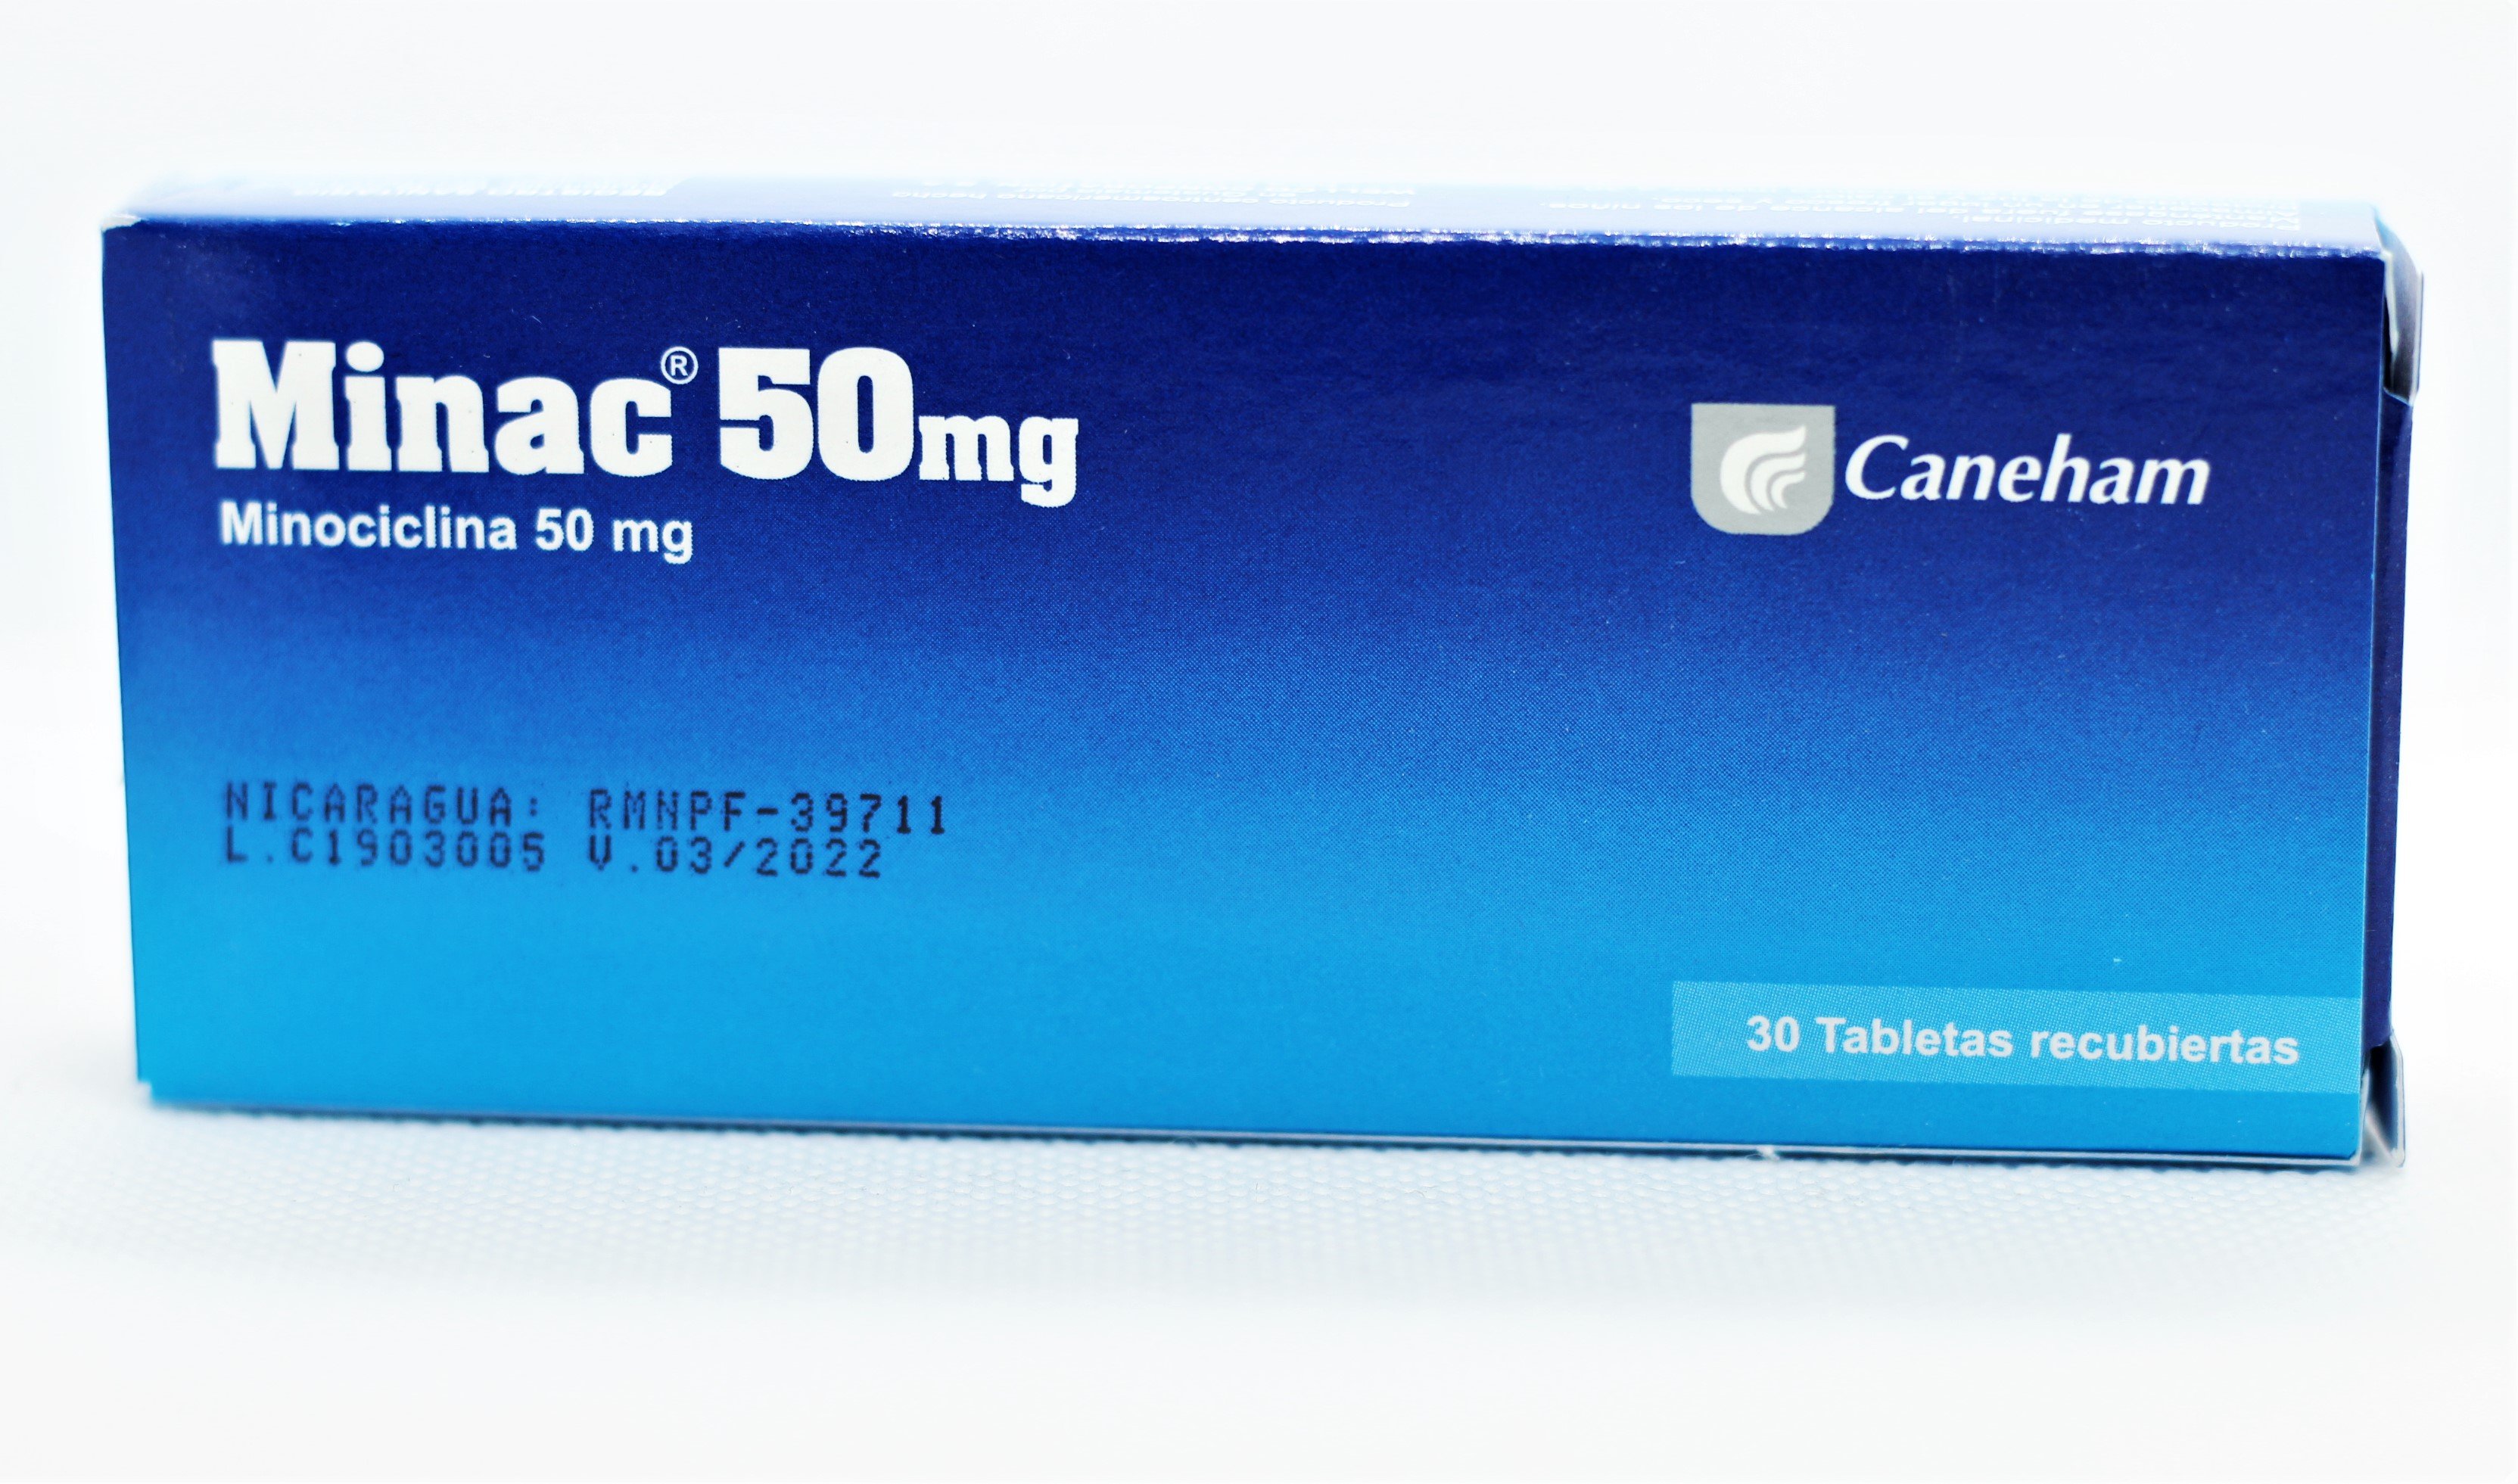 Minac® 50mg
Minociclina 50 mg
Caneham
NICARAGUA: RMNPF-39711
L.C1903005 V.03/2022
30 Tabletas recubiertas